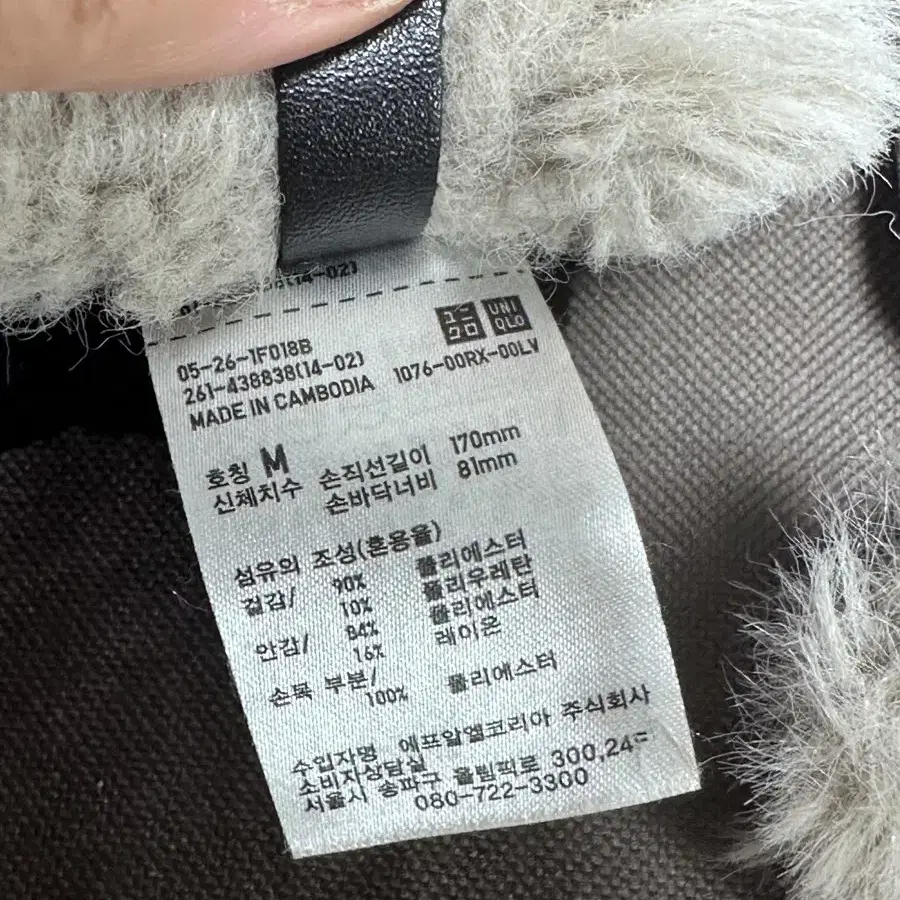 (14-02)
ユニクロ UNIQLO
05-26-1F018B
261-438838(14-02) 1076-00RX-00LV
MADE IN CAMBODIA
호칭 M
신체치수 손직선길이 170mm
손바닥너비 81mm
섬유의 조성(혼용율)
겉감/ 90% 폴리에스터
10% 폴리우레탄
안감/ 84% 폴리에스터
16% 레이온
손목 부분/
100% 폴리에스터
수입자명 에프알엘코리아 주식회사
소비자상담실
서울시 송파구 올림픽로 300,24
080-722-3300